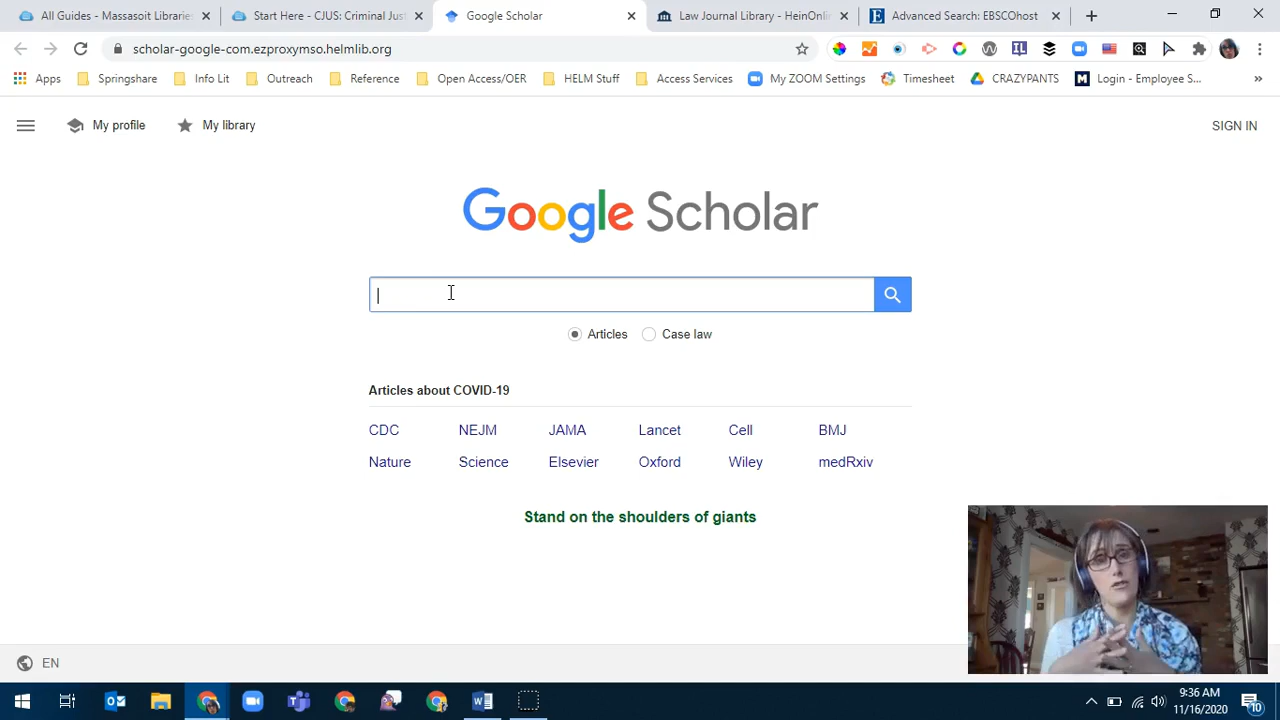 All Guides - Massasoit Libraries
Start Here - CJUS: Criminal Just
Google Scholar
Law Journal Library - HeinOnlin
Advanced Search: EBSCOhost
scholar-google-com.ezproxymso.helmlib.org
Apps
Springshare
Info Lit
Outreach
Reference
Open Access/OER
HELM Stuff
Access Services
My ZOOM Settings
Timesheet
CRAZYPANTS
Login - Employee S...
My profile
My library
SIGN IN
Google Scholar
Articles
Case law
Articles about COVID-19
CDC NEJM JAMA Lancet Cell BMJ
Nature Science Elsevier Oxford Wiley medRxiv
Stand on the shoulders of giants
EN
9:36 AM
11/16/2020
10